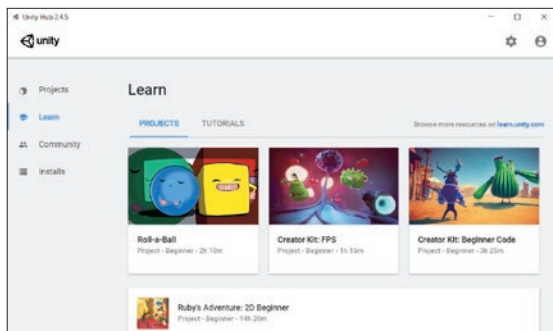 Unity Hub 2.4.5
unity
Projects
Learn
Community
Installs
Learn
PROJECTS TUTORIALS Browse more resources on learn.unity.com
Roll-a-Ball
Project - Beginner - 2h 10m
Creator Kit: FPS
Project - Beginner - 1h 15m
Creator Kit: Beginner Code
Project - Beginner - 3h 25m
Ruby's Adventure: 2D Beginner
Project - Beginner - 14h 20m